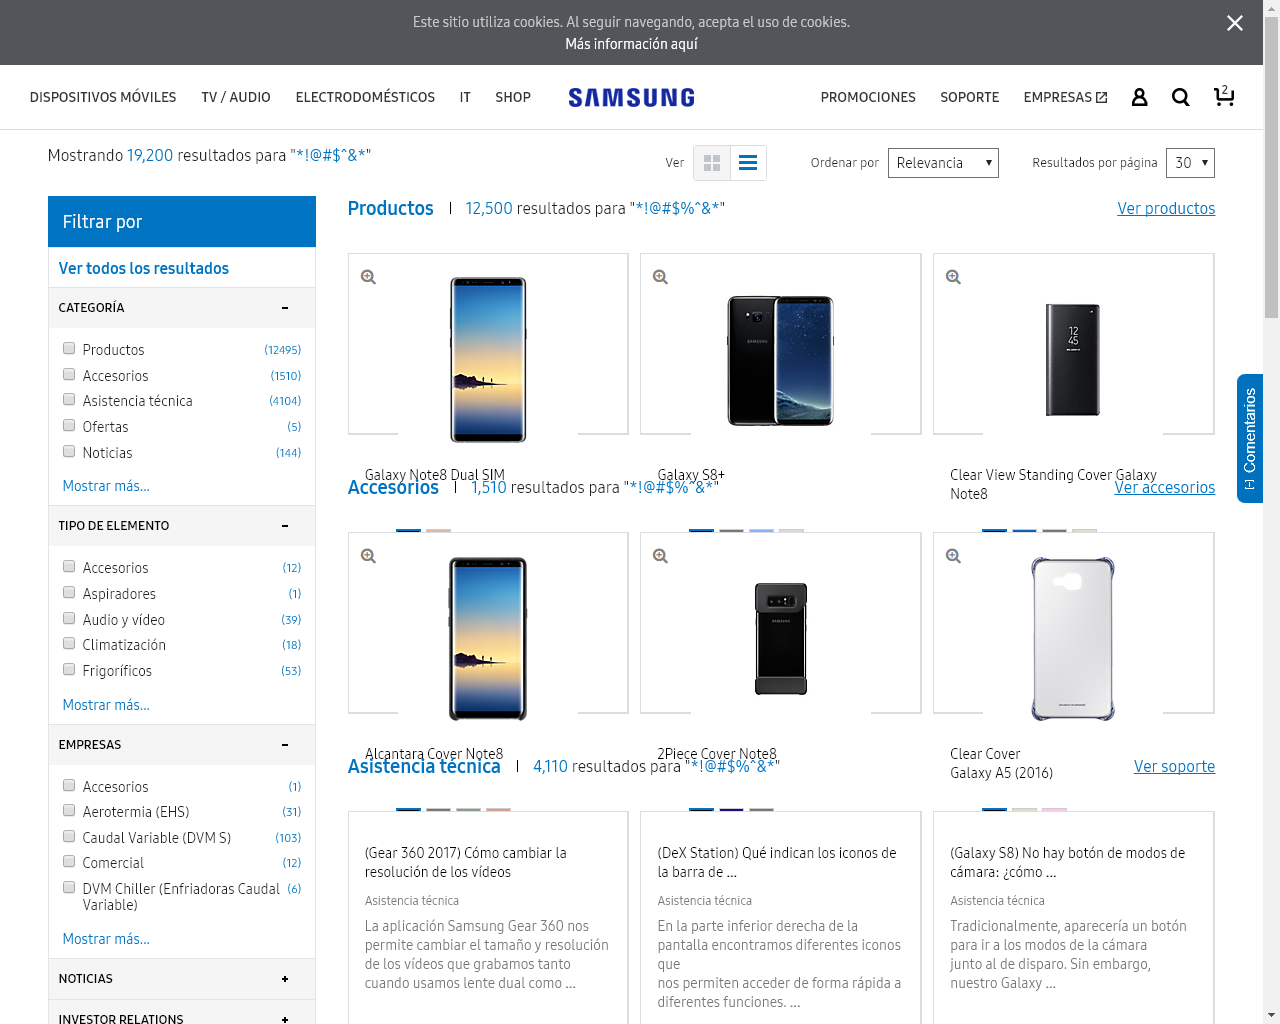 Este sitio utiliza cookies. Al seguir navegando, acepta el uso de cookies.
Más información aquí
DISPOSITIVOS MÓVILES TV / AUDIO ELECTRODOMÉSTICOS IT SHOP SAMSUNG PROMOCIONES SOPORTE EMPRESAS 2
Mostrando 19,200 resultados para "*!@#$^&*"
Ver Ordenar por Relevancia Resultados por página 30
Filtrar por
Ver todos los resultados
CATEGORÍA
Productos (12495)
Accesorios (1510)
Asistencia técnica (4104)
Ofertas (5)
Noticias (144)
Mostrar más...
TIPO DE ELEMENTO
Accesorios (12)
Aspiradores (1)
Audio y vídeo (39)
Climatización (18)
Frigoríficos (53)
Mostrar más...
EMPRESAS
Accesorios (1)
Aerotermia (EHS) (31)
Caudal Variable (DVM S) (103)
Comercial (12)
DVM Chiller (Enfriadoras Caudal Variable) (6)
Mostrar más...
NOTICIAS
INVESTOR RELATIONS
Productos | 12,500 resultados para "*!@#$%^&*" Ver productos
SAMSUNG
12
45
Galaxy Note8 Dual SIM
Galaxy S8+
Clear View Standing Cover Galaxy
Note8
Accesorios | 1,510 resultados para "*!@#$%^&*" Ver accesorios
SAMSUNG
Alcantara Cover Note8
2Piece Cover Note8
Clear Cover
Galaxy A5 (2016)
Asistencia técnica | 4,110 resultados para "*!@#$%^&*" Ver soporte
(Gear 360 2017) Cómo cambiar la
resolución de los vídeos
Asistencia técnica
La aplicación Samsung Gear 360 nos
permite cambiar el tamaño y resolución
de los vídeos que grabamos tanto
cuando usamos lente dual como ...
(DeX Station) Qué indican los iconos de
la barra de ...
Asistencia técnica
En la parte inferior derecha de la
pantalla encontramos diferentes iconos
que
nos permiten acceder de forma rápida a
diferentes funciones. ...
(Galaxy S8) No hay botón de modos de
cámara: ¿cómo ...
Asistencia técnica
Tradicionalmente, aparecería un botón
para ir a los modos de la cámara
junto al de disparo. Sin embargo,
nuestro Galaxy ...
[-] Comentarios